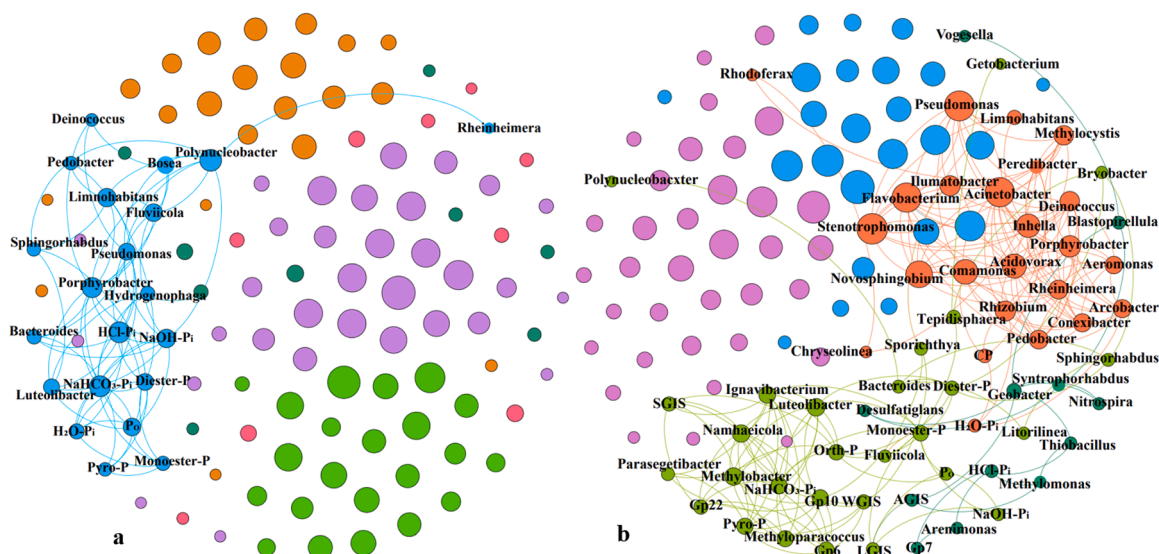 Deinococcus
Pedobacter
Bosea
Polynucleobacter
Rheinheimera
Limnohabitans
Fluviicola
Sphingorhabdus
Pseudomonas
Porphyrobacter
Hydrogenophaga
Bacteroides
HCl-Pi
NaOH-Pi
NaHCO₃-Pi
Diester-P
Luteolibacter
H₂O-Pi
Po
Pyro-P
Monoester-P
a
Vogesella
Getobacterium
Rhodoferax
Pseudomonas
Limnohabitans
Methylocystis
Peredibacter
Bryobacter
Polynucleobacxter
Ilumatobacter
Flavobacterium
Acinetobacter
Deinococcus
Blastopirellula
Stenotrophomonas
Inhella
Porphyrobacter
Acidovorax
Aeromonas
Novosphingobium
Comamonas
Rheinheimera
Rhizobium
Arcobacter
Conexibacter
Tepidisphaera
Pedobacter
Sporichthya
Chryseolinea
CP
Sphingorhabdus
Syntrophorhabdus
Bacteroides
Diester-P
Geobacter
Nitrospira
Ignavibacterium
SGIS
Luteolibacter
Desulfatiglans
H₂O-Pi
Litorilinea
Monoester-P
Namhaeicola
Thiobacillus
Orth-P
Fluviicola
Parasegetibacter
Methylobacter
Po
HCl-Pi
NaHCO₃-Pi
Methylomonas
Gp22
Gp10
WGIS
AGIS
NaOH-Pi
Pyro-P
Arenimonas
Methyloparacoccus
Gp6
LGIS
Gp7
b